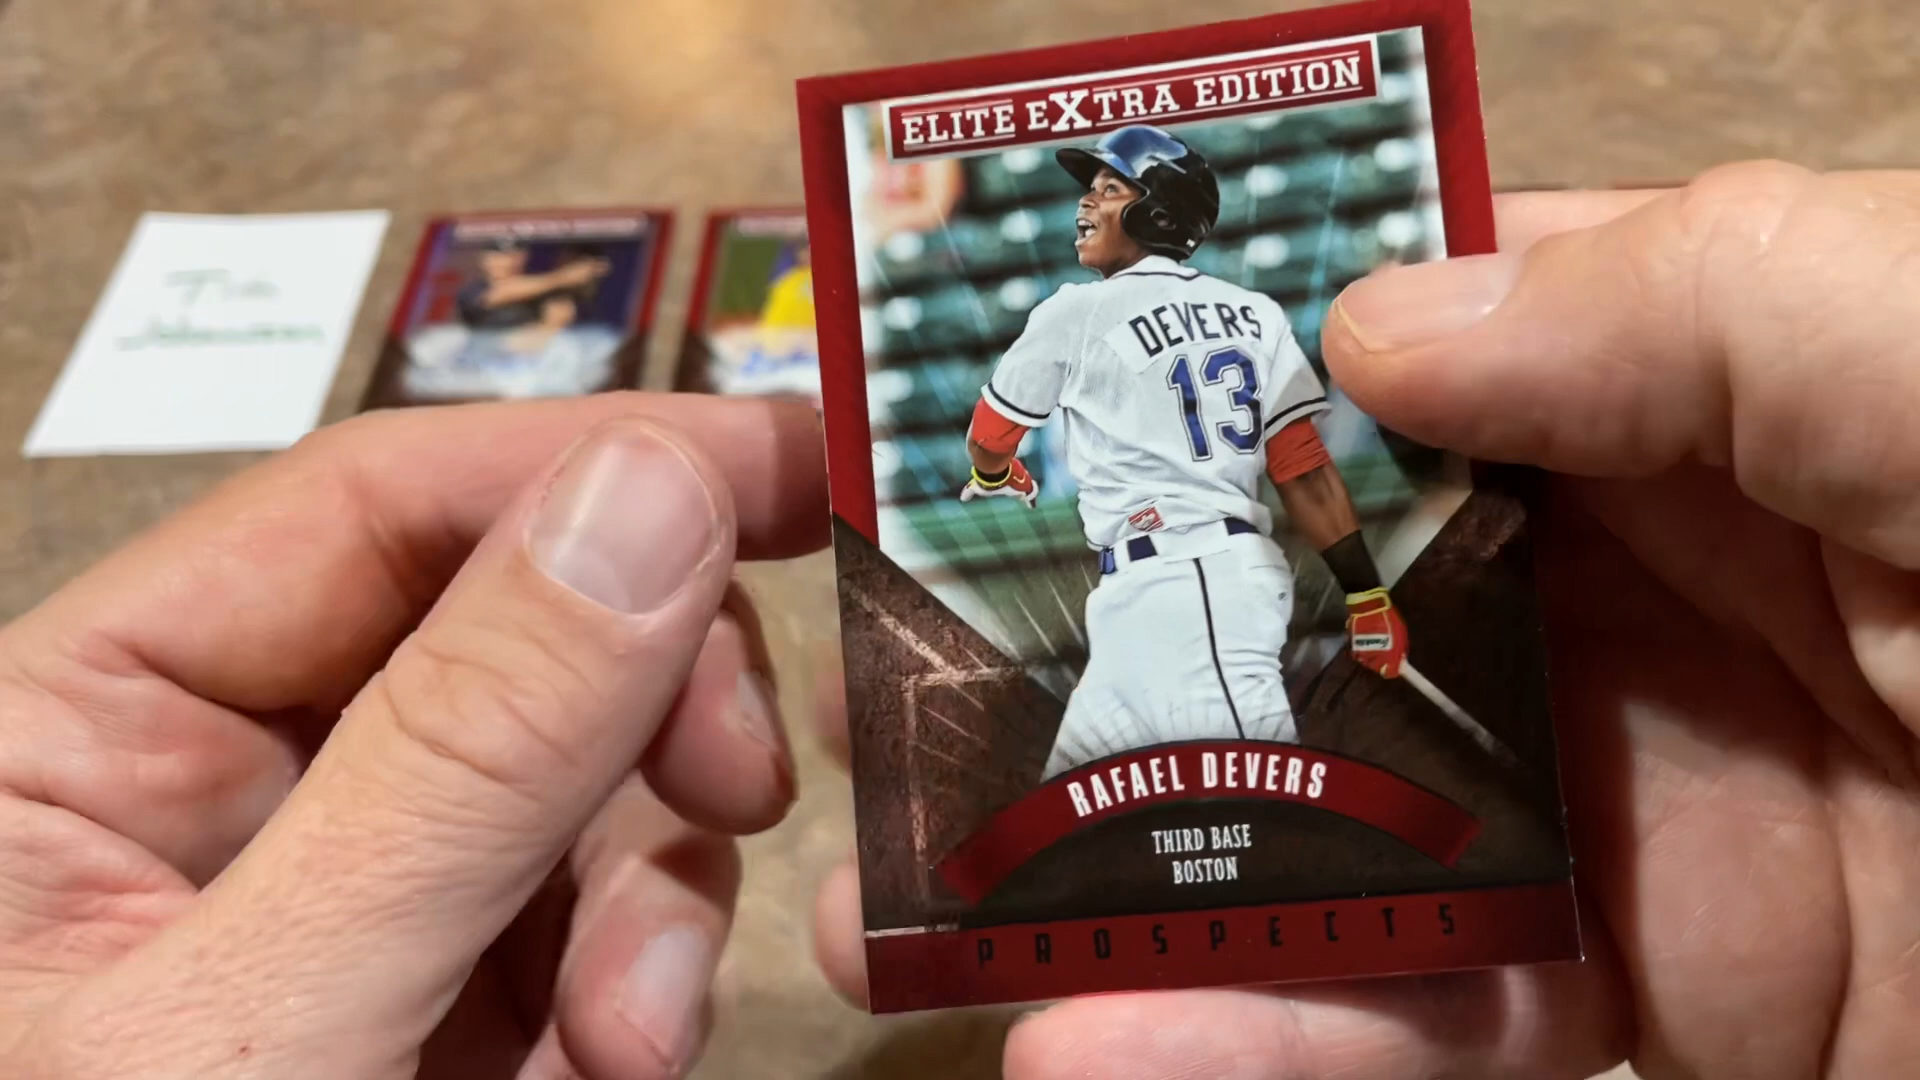 ELITE EXTRA EDITION
DEVERS
13
RAFAEL DEVERS
THIRD BASE
BOSTON
PROSPECTS